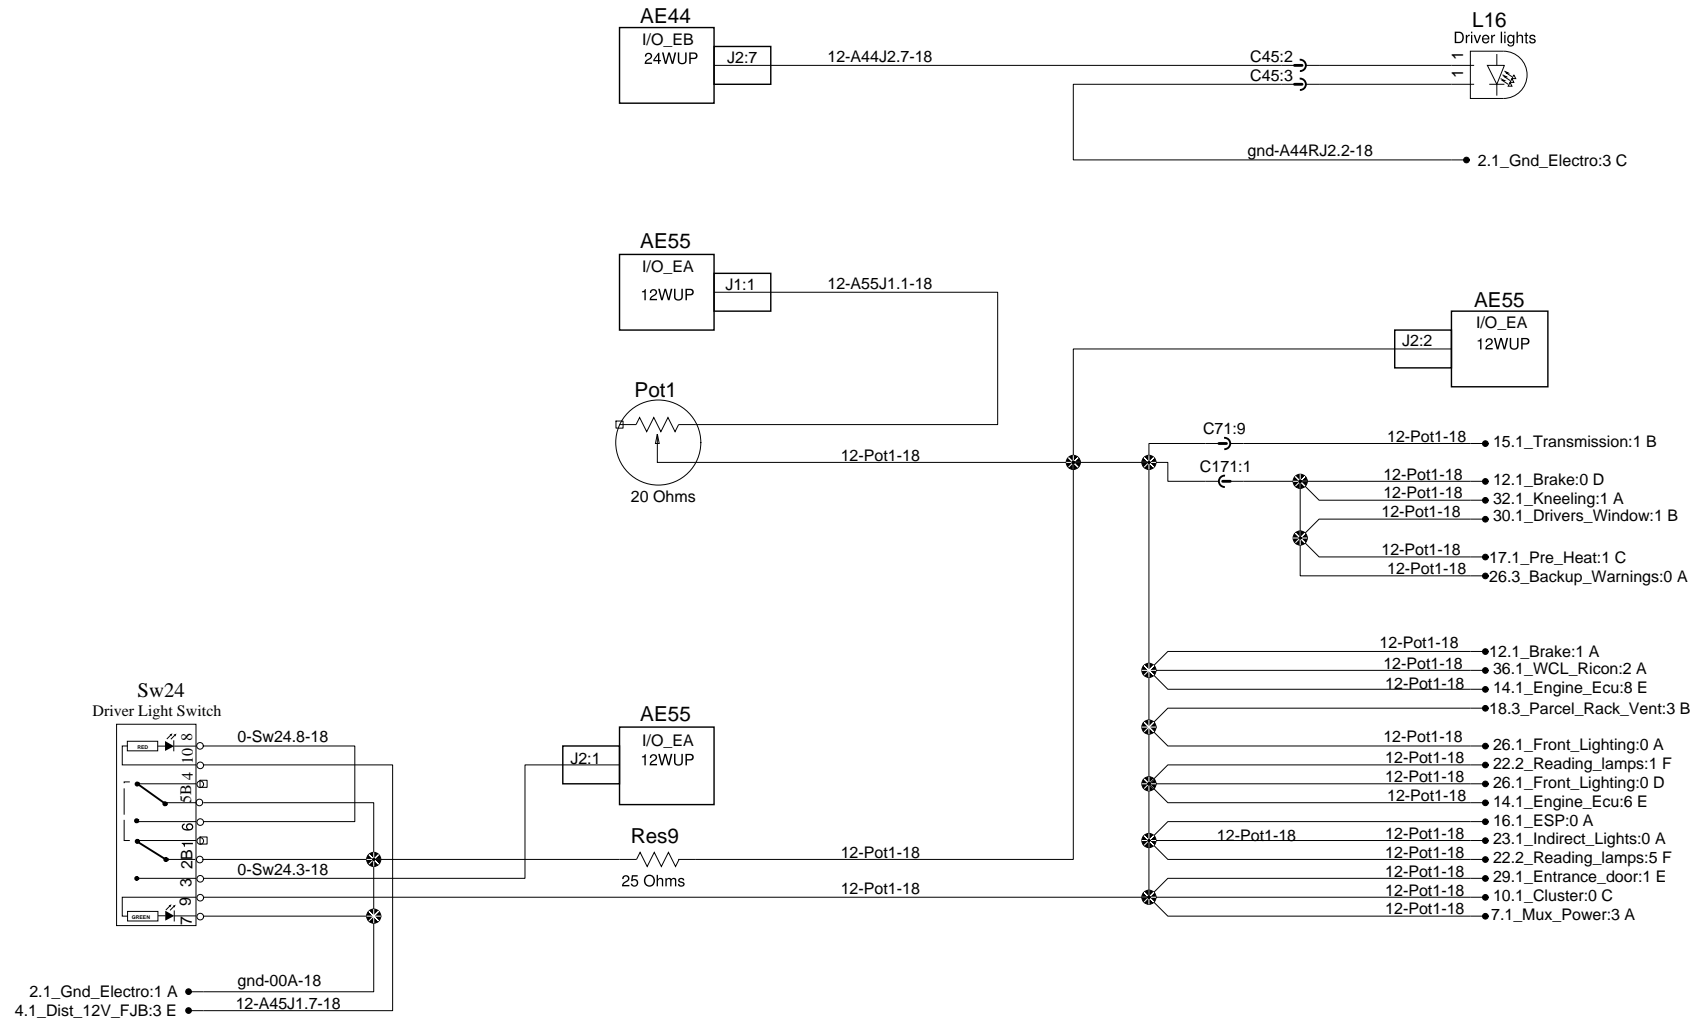 AE44
I/O_EB
24WUP
J2:7
12-A44J2.7-18
C45:2
C45:3
1
1
L16
Driver lights
gnd-A44RJ2.2-18
2.1_Gnd_Electro:3 C
AE55
I/O_EA
12WUP
J1:1
12-A55J1.1-18
AE55
I/O_EA
12WUP
J2:2
Pot1
20 Ohms
12-Pot1-18
C71:9
12-Pot1-18
15.1_Transmission:1 B
C171:1
12-Pot1-18
12.1_Brake:0 D
12-Pot1-18
32.1_Kneeling:1 A
12-Pot1-18
30.1_Drivers_Window:1 B
12-Pot1-18
17.1_Pre_Heat:1 C
12-Pot1-18
26.3_Backup_Warnings:0 A
12-Pot1-18
12.1_Brake:1 A
12-Pot1-18
36.1_WCL_Ricon:2 A
12-Pot1-18
14.1_Engine_Ecu:8 E
18.3_Parcel_Rack_Vent:3 B
12-Pot1-18
26.1_Front_Lighting:0 A
12-Pot1-18
22.2_Reading_lamps:1 F
12-Pot1-18
26.1_Front_Lighting:0 D
12-Pot1-18
14.1_Engine_Ecu:6 E
16.1_ESP:0 A
12-Pot1-18
12-Pot1-18
23.1_Indirect_Lights:0 A
12-Pot1-18
22.2_Reading_lamps:5 F
12-Pot1-18
29.1_Entrance_door:1 E
12-Pot1-18
10.1_Cluster:0 C
12-Pot1-18
7.1_Mux_Power:3 A
Sw24
Driver Light Switch
RED
8
10
4
5B
6
1
2B
3
9
7
GREEN
0-Sw24.8-18
AE55
I/O_EA
12WUP
J2:1
Res9
25 Ohms
12-Pot1-18
0-Sw24.3-18
12-Pot1-18
2.1_Gnd_Electro:1 A
gnd-00A-18
4.1_Dist_12V_FJB:3 E
12-A45J1.7-18